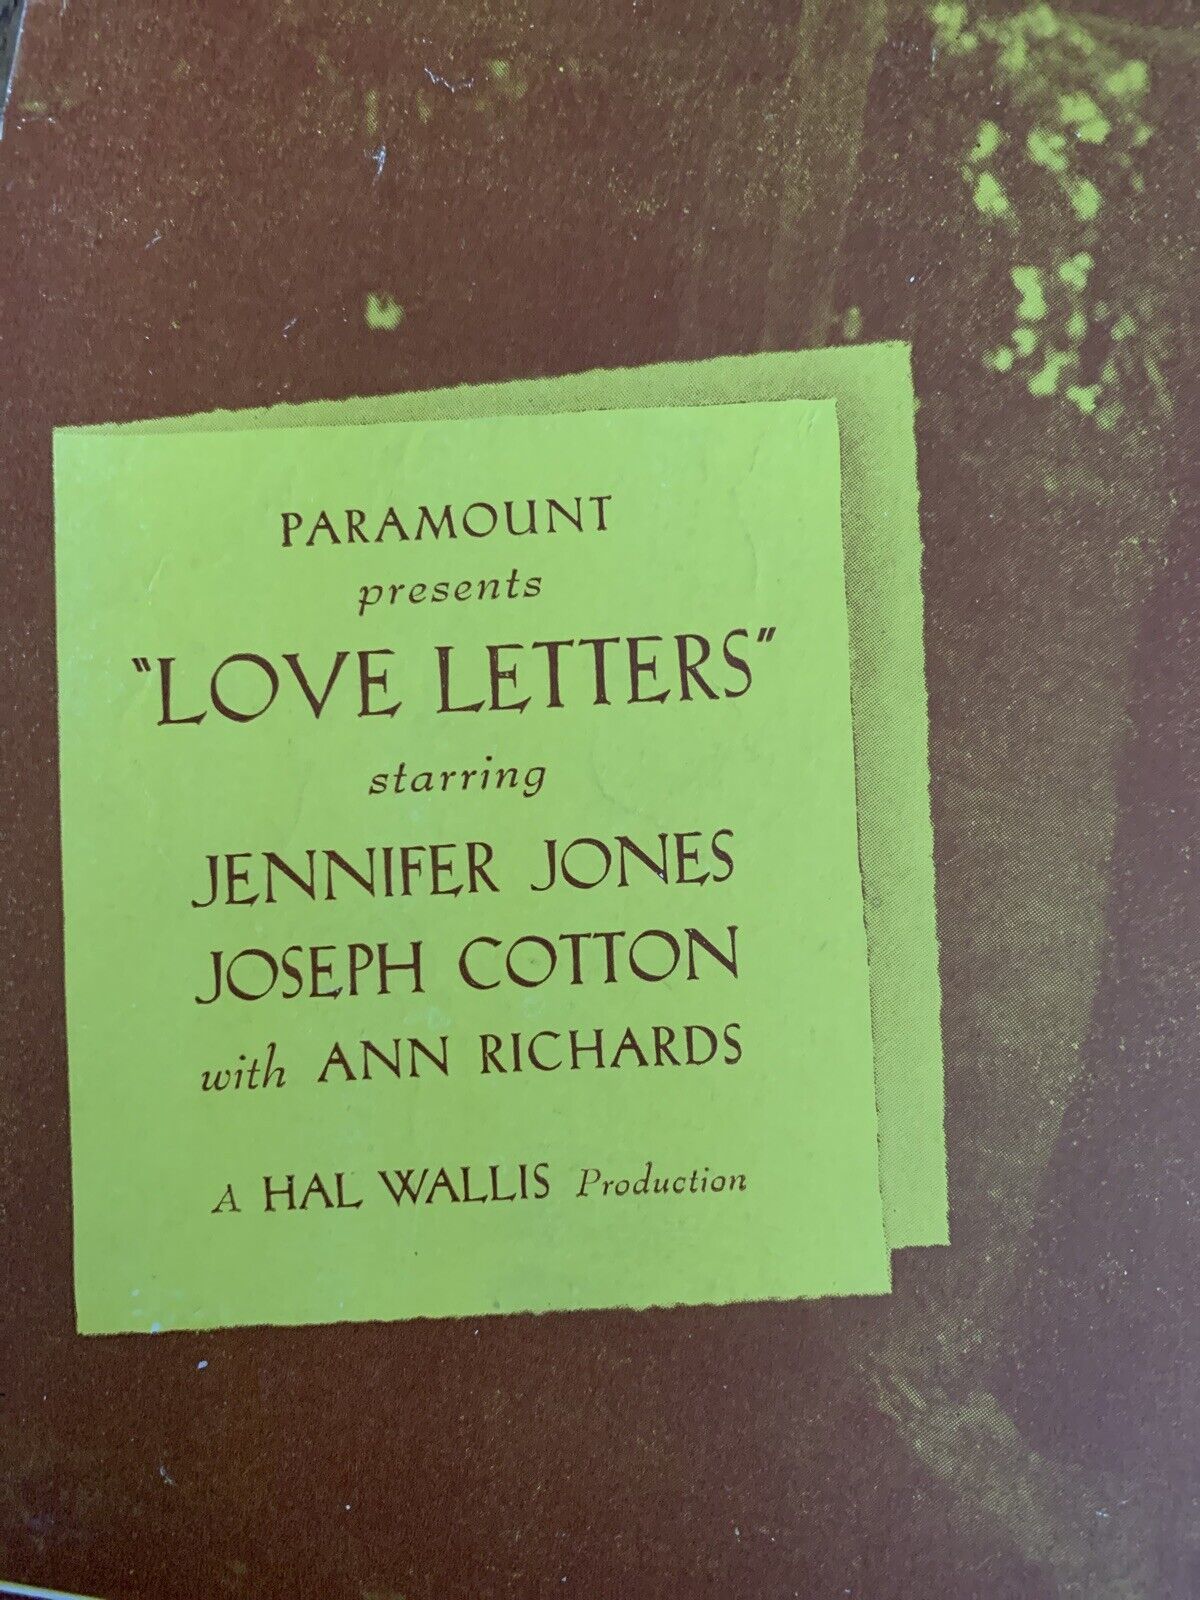 PARAMOUNT
presents
"LOVE LETTERS"
starring
JENNIFER JONES
JOSEPH COTTON
with ANN RICHARDS
A HAL WALLIS Production